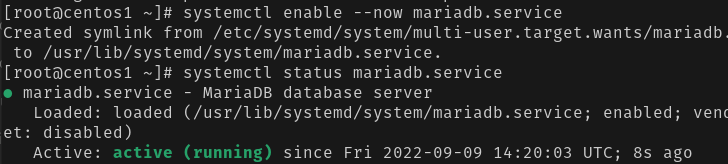 [root@centos1 ~]# systemctl enable --now mariadb.service
Created symlink from /etc/systemd/system/multi-user.target.wants/mariadb.
 to /usr/lib/systemd/system/mariadb.service.
[root@centos1 ~]# systemctl status mariadb.service
● mariadb.service - MariaDB database server
   Loaded: loaded (/usr/lib/systemd/system/mariadb.service; enabled; vend
et: disabled)
   Active: active (running) since Fri 2022-09-09 14:20:03 UTC; 8s ago